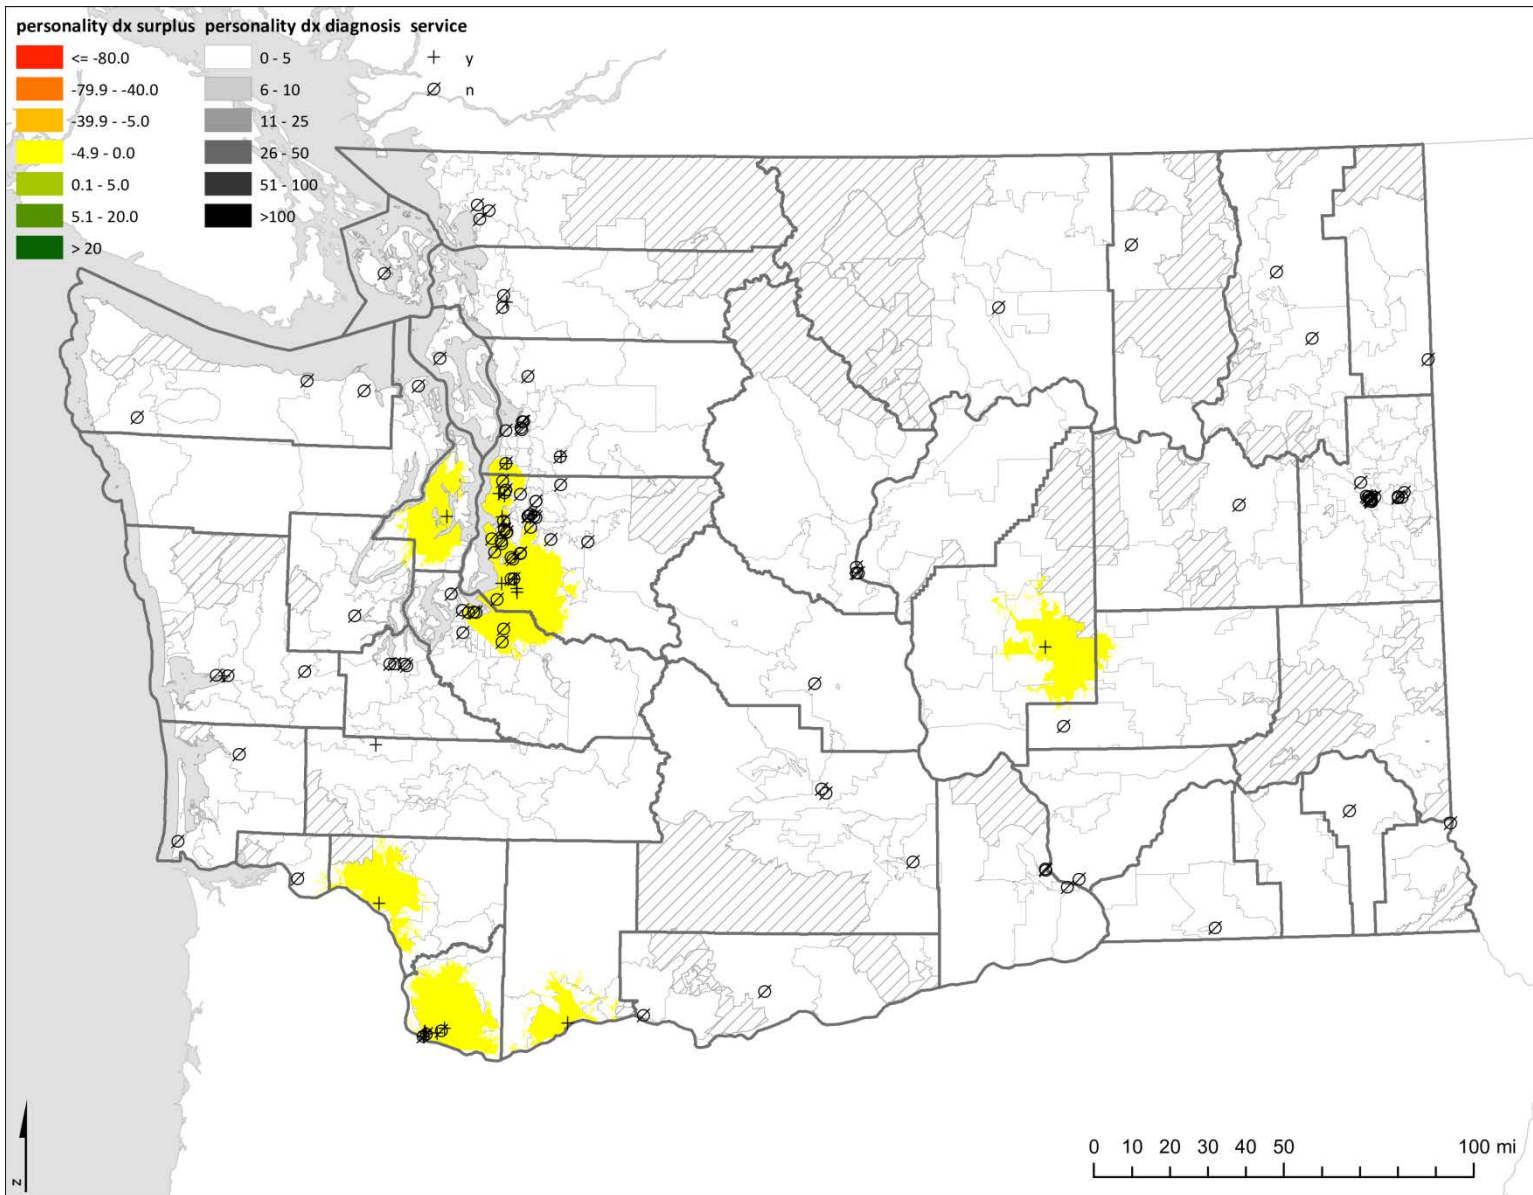 personality dx surplus personality dx diagnosis service
<= -80.0 0 - 5 y
-79.9 - -40.0 6 - 10 n
-39.9 - -5.0 11 - 25
-4.9 - 0.0 26 - 50
0.1 - 5.0 51 - 100
5.1 - 20.0 >100
> 20
0 10 20 30 40 50 100 mi
N